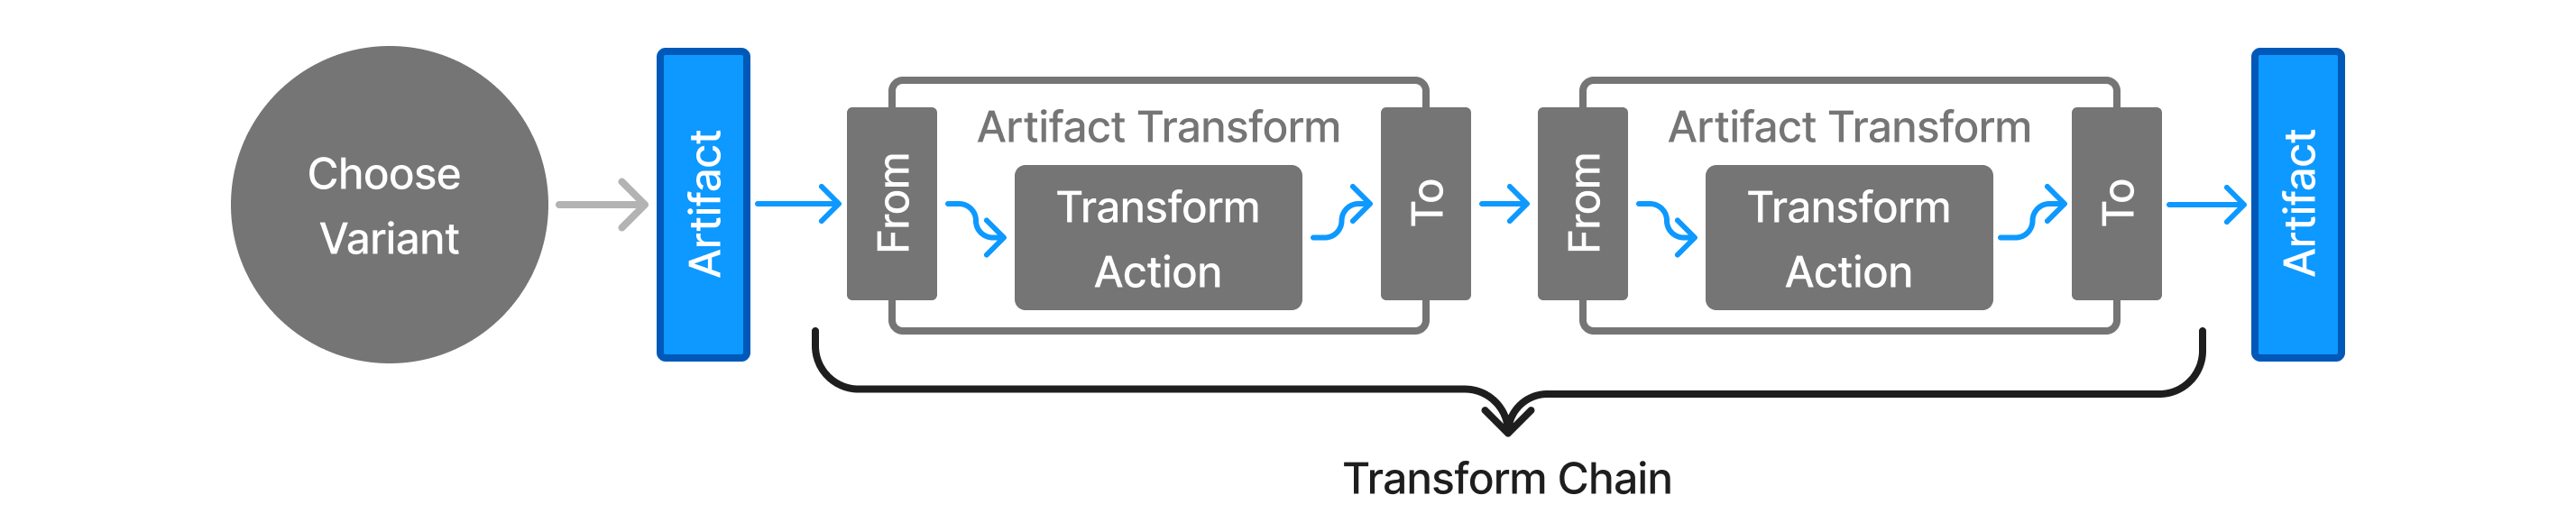 Choose
Variant
Artifact
From
Artifact Transform
Transform
Action
To
From
Artifact Transform
Transform
Action
To
Artifact
Transform Chain